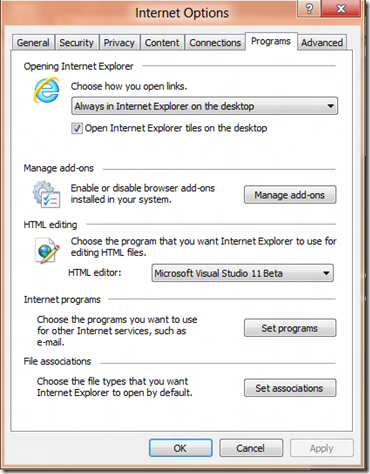 Internet Options
General Security Privacy Content Connections Programs Advanced
Opening Internet Explorer
Choose how you open links.
Always in Internet Explorer on the desktop
Open Internet Explorer tiles on the desktop
Manage add-ons
Enable or disable browser add-ons
installed in your system.
Manage add-ons
HTML editing
Choose the program that you want Internet Explorer to use for
editing HTML files.
HTML editor: Microsoft Visual Studio 11 Beta
Internet programs
Choose the programs you want to use
for other Internet services, such as
e-mail.
Set programs
File associations
Choose the file types that you want
Internet Explorer to open by default.
Set associations
OK Cancel Apply